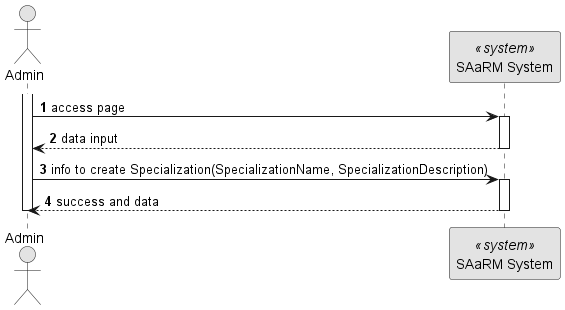 Admin
«system»
SAaRM System
1 access page
2 data input
3 info to create Specialization(SpecializationName, SpecializationDescription)
4 success and data
Admin
«system»
SAaRM System